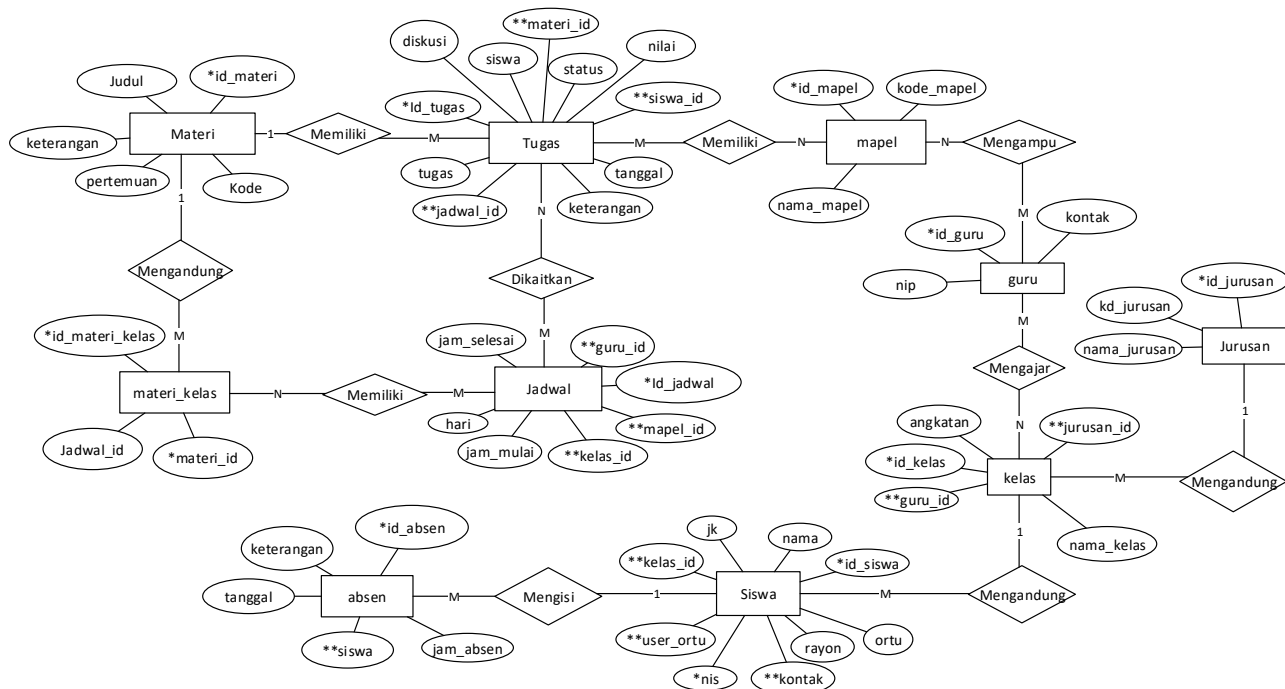 **materi_id
diskusi
siswa
nilai
status
Judul
*id_materi
*Id_tugas
**siswa_id
*id_mapel
kode_mapel
Materi
1
Memiliki
M
Tugas
M
Memiliki
N
mapel
N
Mengampu
keterangan
pertemuan
Kode
tugas
tanggal
**jadwal_id
keterangan
nama_mapel
1
N
M
*id_guru
kontak
Mengandung
Dikaitkan
nip
guru
*id_jurusan
kd_jurusan
nama_jurusan
Jurusan
M
M
M
*id_materi_kelas
jam_selesai
**guru_id
*Id_jadwal
Mengajar
materi_kelas
N
Memiliki
M
Jadwal
hari
**mapel_id
1
N
Jadwal_id
*materi_id
jam_mulai
**kelas_id
angkatan
**jurusan_id
*id_kelas
**guru_id
kelas
M
Mengandung
nama_kelas
1
*id_absen
keterangan
tanggal
absen
M
Mengisi
1
Siswa
M
Mengandung
**siswa
jam_absen
jk
nama
**kelas_id
*id_siswa
**user_ortu
ortu
rayon
*nis
**kontak